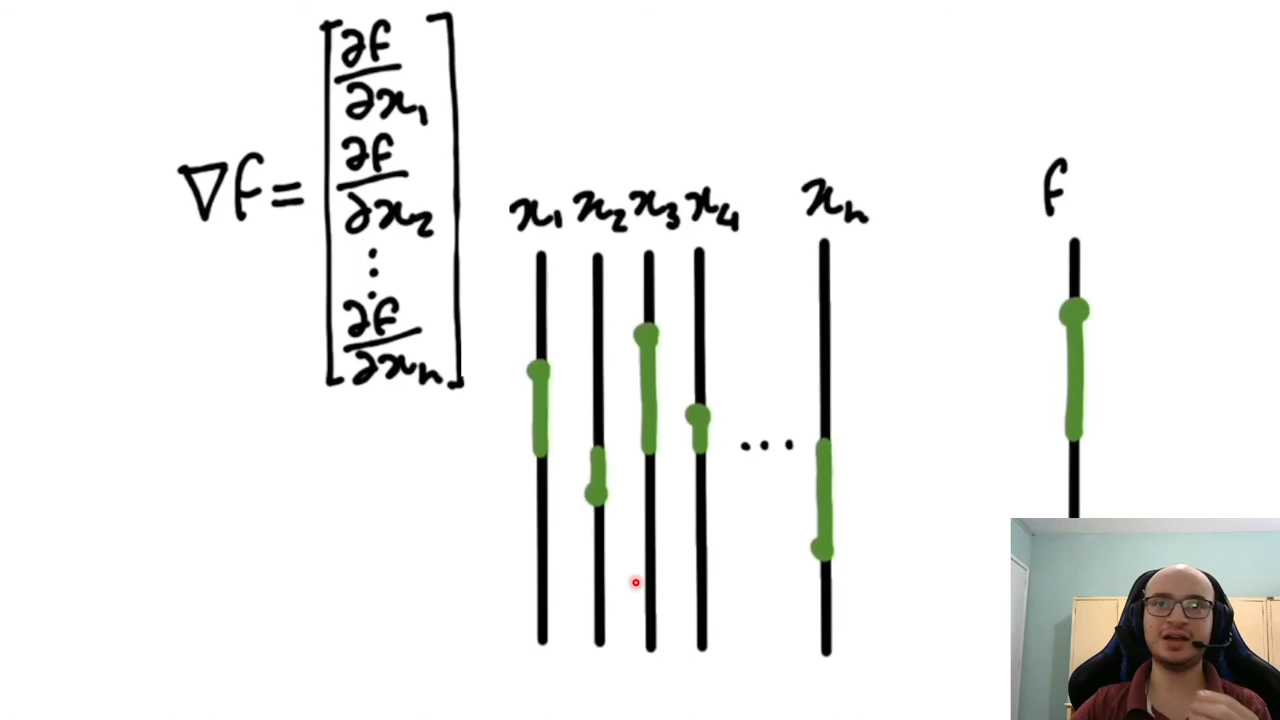 ∇f = [∂f/∂x₁
∂f/∂x₂
⋮
∂f/∂xₙ]
x₁ x₂ x₃ x₄ xₙ
f
...